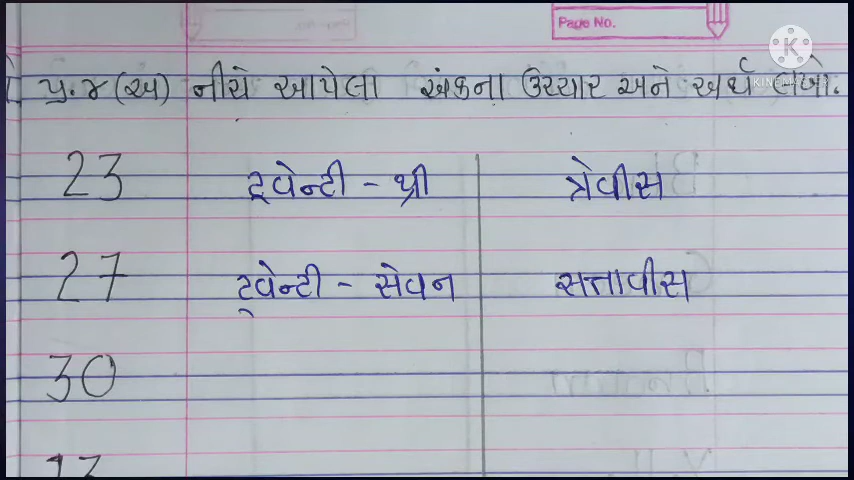 Page No.
પ્ર.૪ (અ) નીચે આપેલા અંકના ઉચ્ચાર અને અર્થ લખો.
23 ટ્વેન્ટી - થ્રી ત્રેવીસ
27 ટ્વેન્ટી - સેવન સત્તાવીસ
30